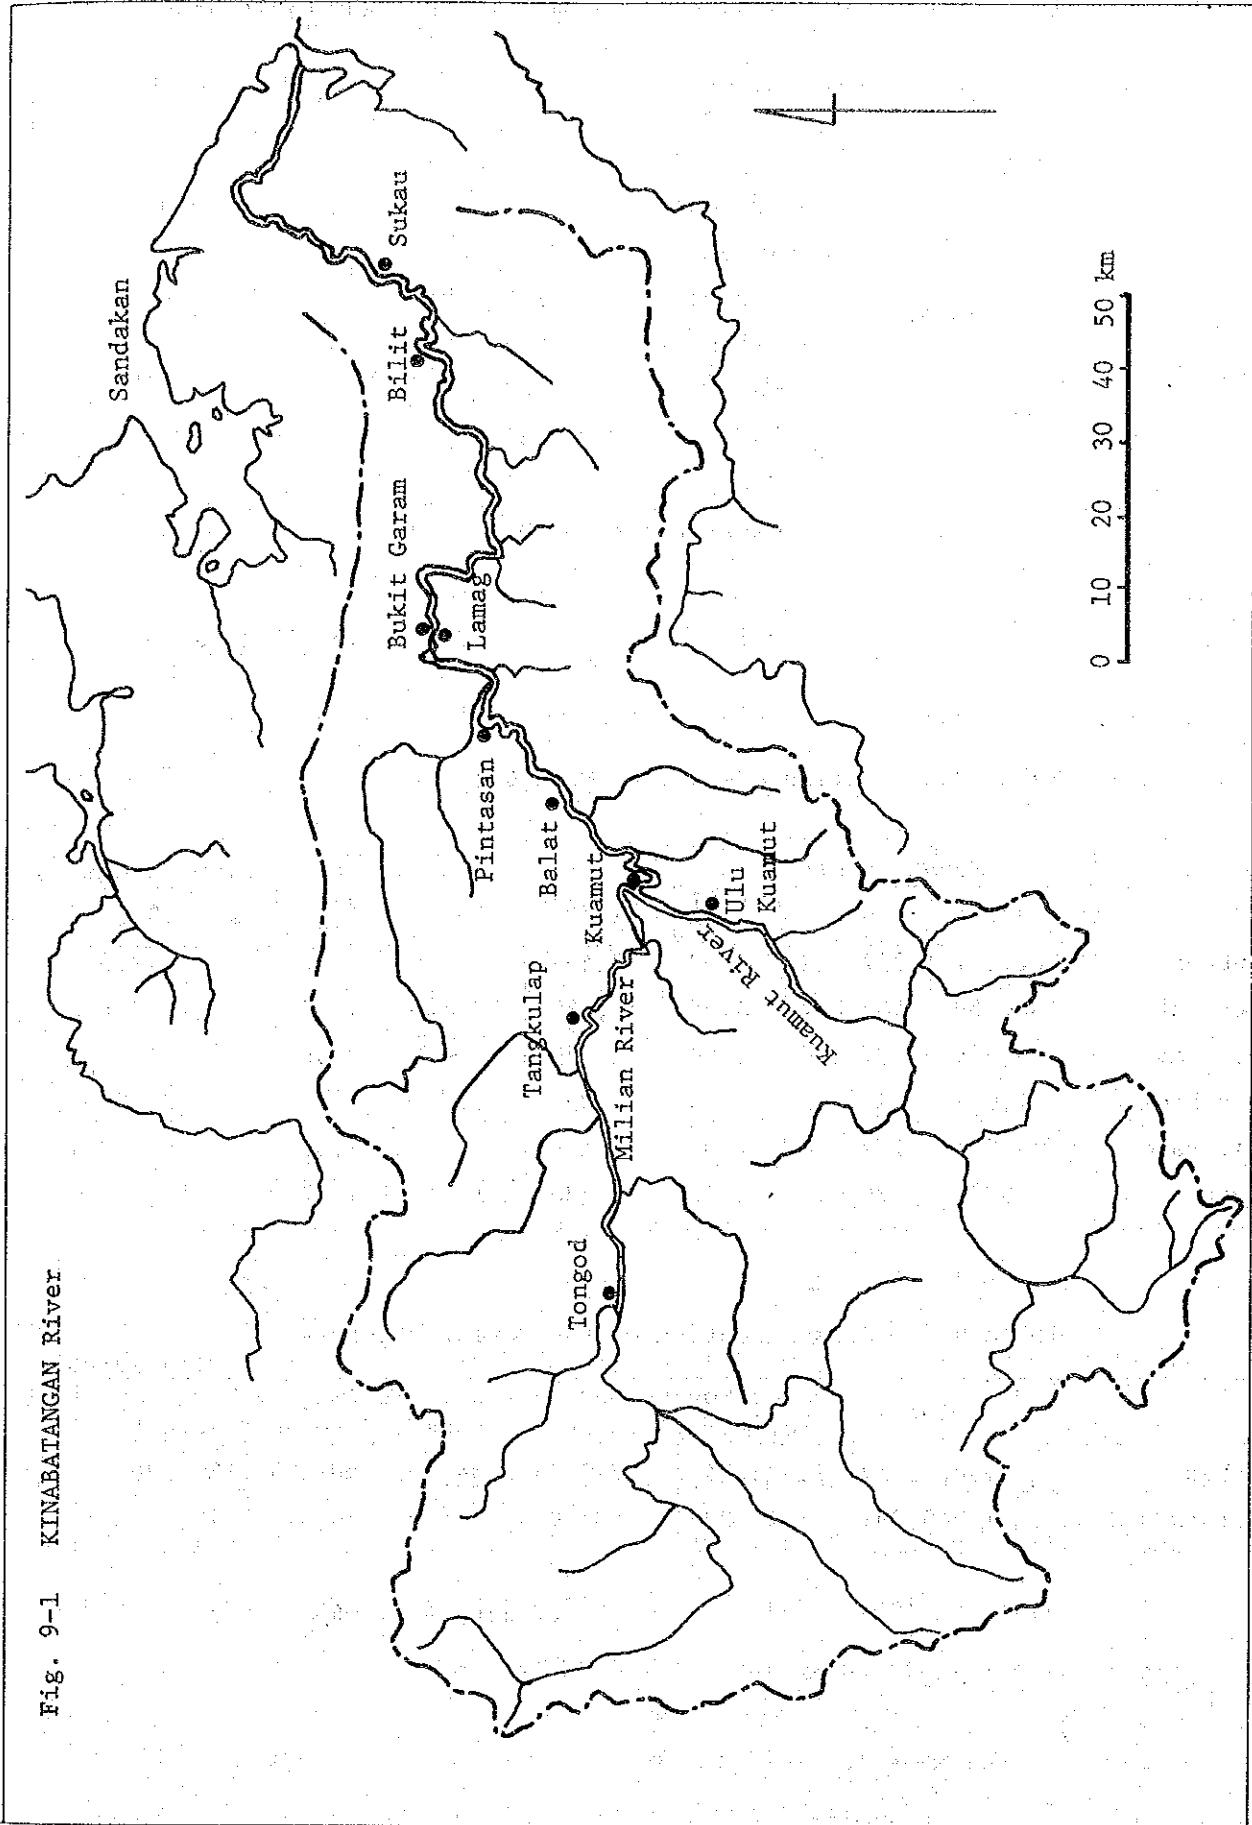 Fig. 9-1 KINABATANGAN River
Sandakan
Sukau
Bilit
Bukit Garam
Lamag
Pintasan
Balat
Kuamut
Ulu
Kuamut
Kuamut River
Tangkulap
Milian River
Tongod
0 10 20 30 40 50 km